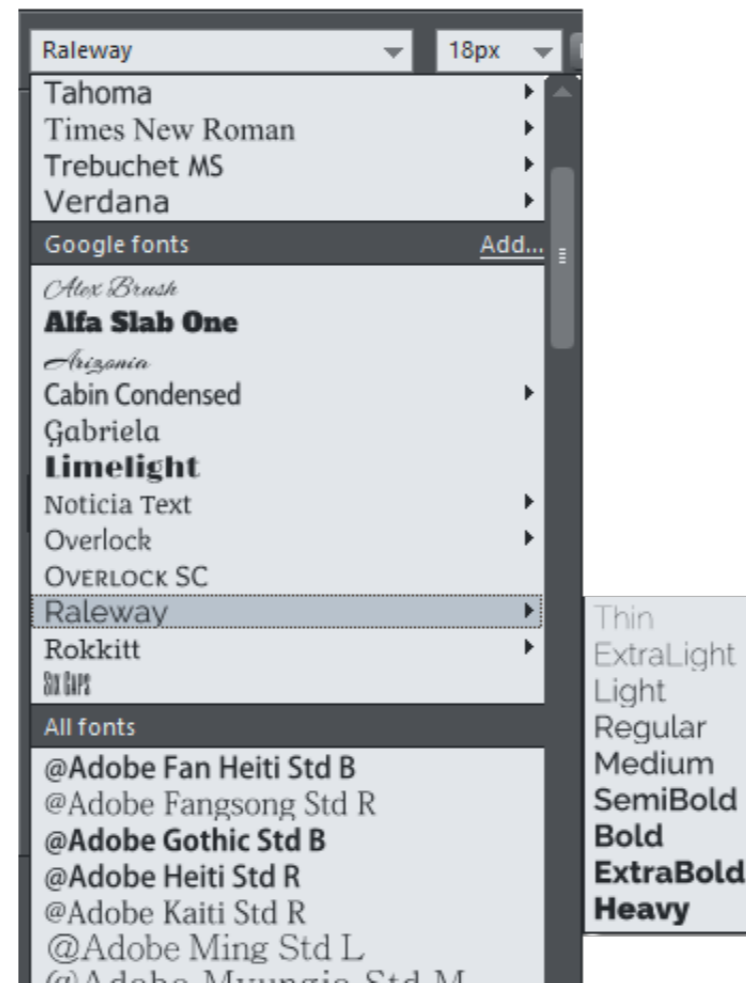 Raleway 18px
Tahoma
Times New Roman
Trebuchet MS
Verdana
Google fonts Add...
Alex Brush
Alfa Slab One
Arizonia
Cabin Condensed
Gabriela
Limelight
Noticia Text
Overlock
Overlock SC
Raleway
Rokkitt
Six Caps
All fonts
@Adobe Fan Heiti Std B
@Adobe Fangsong Std R
@Adobe Gothic Std B
@Adobe Heiti Std R
@Adobe Kaiti Std R
@Adobe Ming Std L
@Adobe Myungjo Std M
Thin
ExtraLight
Light
Regular
Medium
SemiBold
Bold
ExtraBold
Heavy